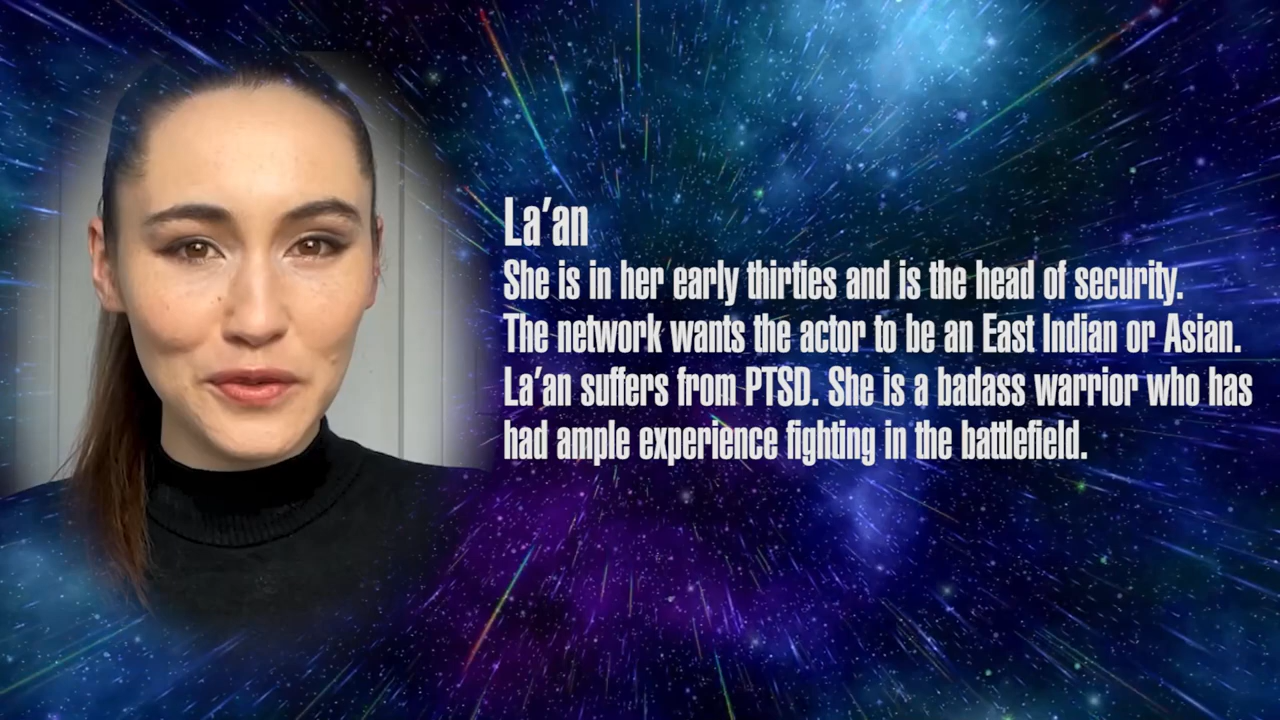 La’an
She is in her early thirties and is the head of security.
The network wants the actor to be an East Indian or Asian.
La’an suffers from PTSD. She is a badass warrior who has
had ample experience fighting in the battlefield.